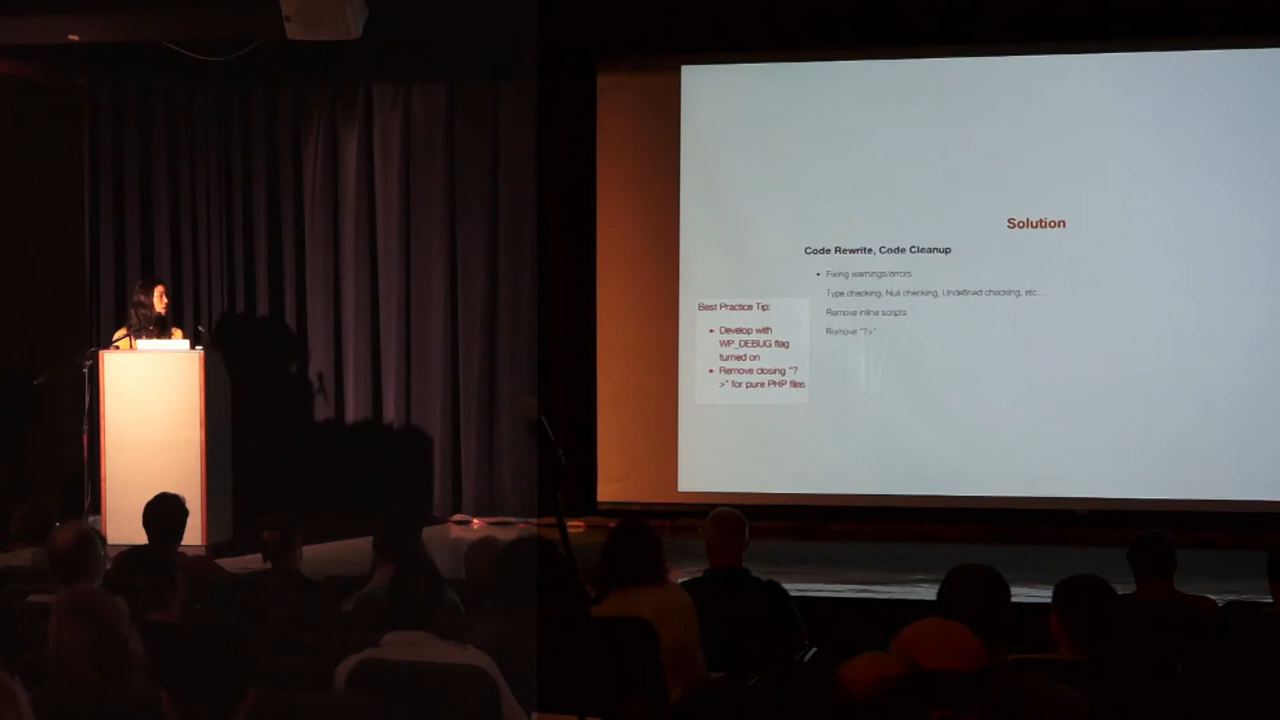 Solution
Code Rewrite, Code Cleanup
• Fixing warnings/errors
Type checking, Null checking, Undefined checking, etc...
Remove inline scripts
Remove "?>"
Best Practice Tip:
• Develop with
WP_DEBUG flag
turned on
• Remove closing "?
>" for pure PHP files